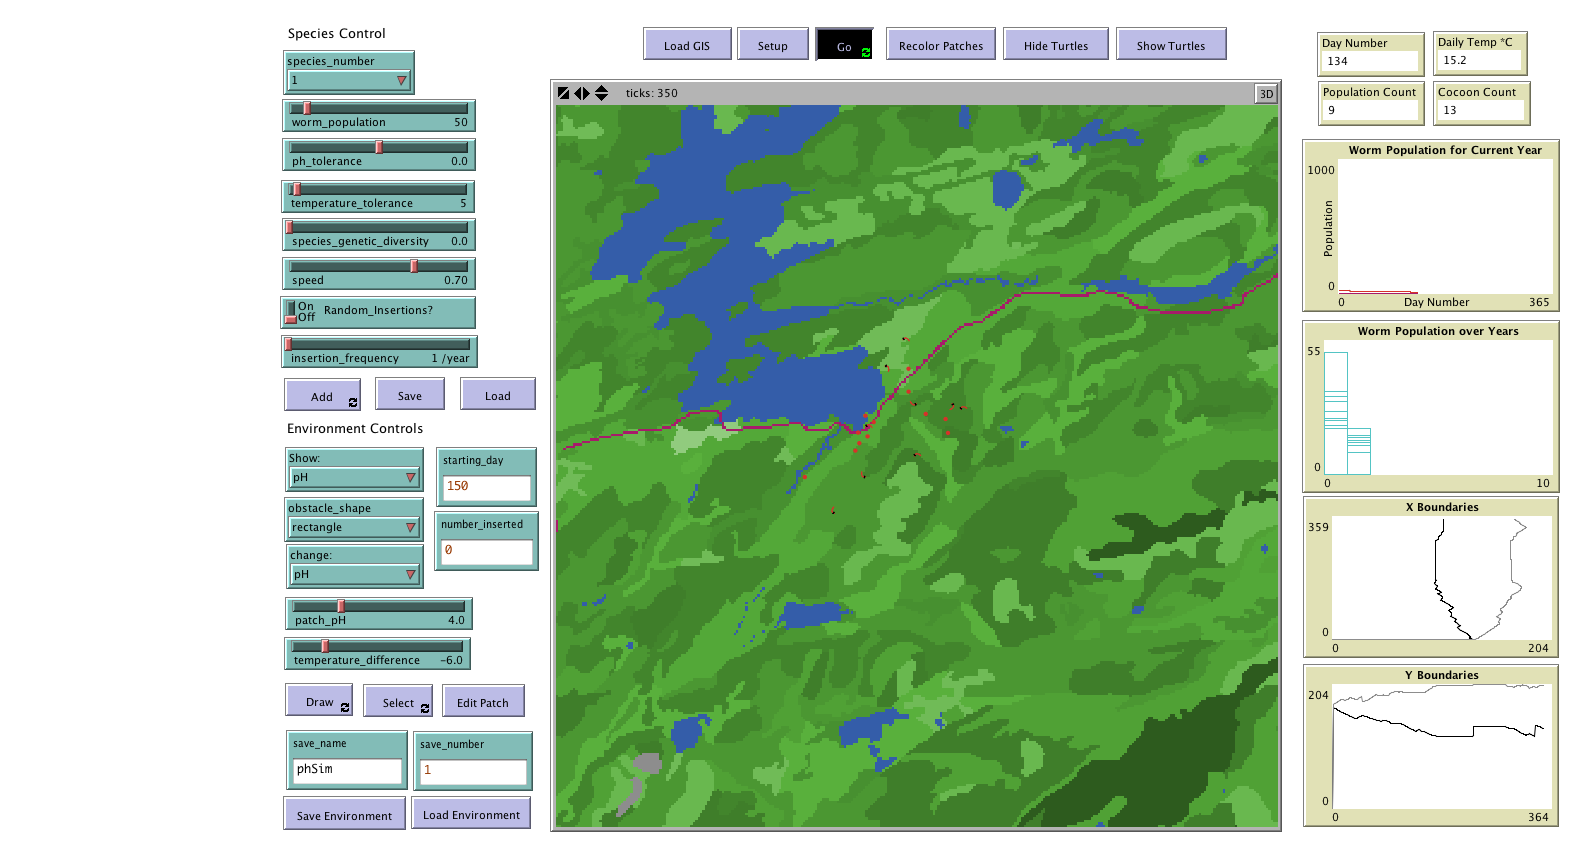 Species Control
species_number
1
worm_population 50
ph_tolerance 0.0
temperature_tolerance 5
species_genetic_diversity 0.0
speed 0.70
On
Off
Random_Insertions?
insertion_frequency 1 /year
Add
Save
Load
Environment Controls
Show:
pH
starting_day
150
obstacle_shape
rectangle
number_inserted
0
change:
pH
patch_pH 4.0
temperature_difference -6.0
Draw
Select
Edit Patch
save_name
phSim
save_number
1
Save Environment
Load Environment
Load GIS
Setup
Go
Recolor Patches
Hide Turtles
Show Turtles
ticks: 350
3D
Day Number
134
Daily Temp *C
15.2
Population Count
9
Cocoon Count
13
Worm Population for Current Year
1000
Population
0
0 Day Number 365
Worm Population over Years
55
0
0 10
X Boundaries
359
0
0 204
Y Boundaries
204
0
0 364